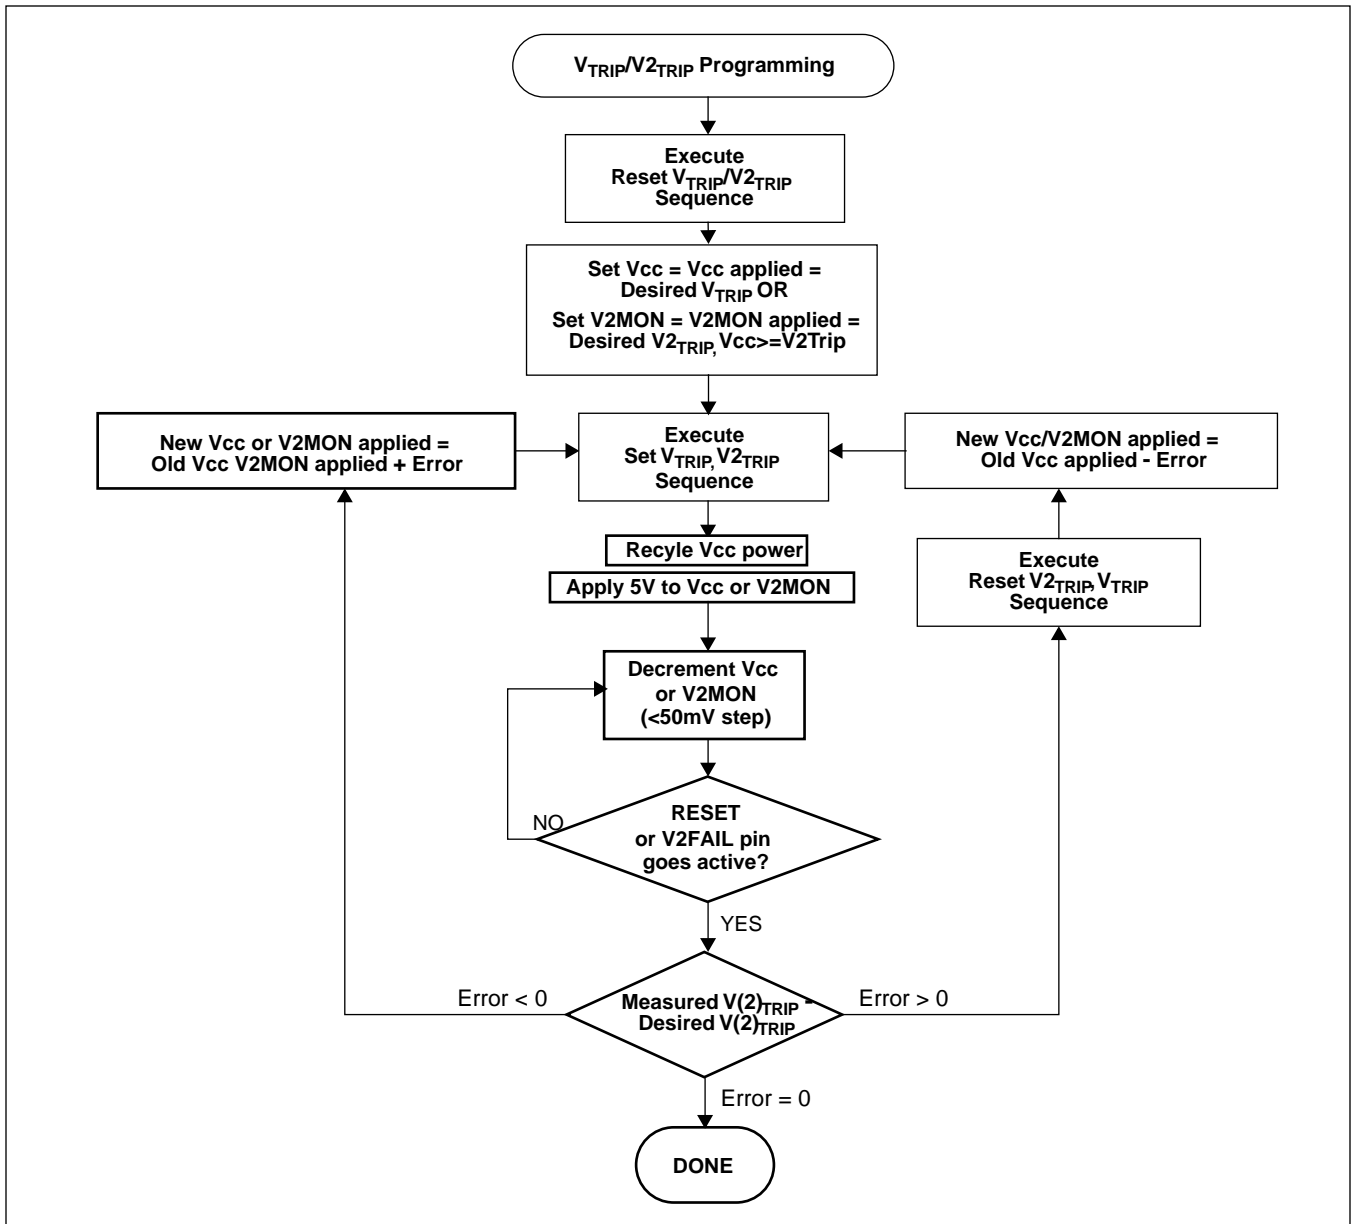 VTRIP/V2TRIP Programming
Execute
Reset VTRIP/V2TRIP
Sequence
Set Vcc = Vcc applied =
Desired VTRIP OR
Set V2MON = V2MON applied =
Desired V2TRIP, Vcc>=V2Trip
New Vcc or V2MON applied =
Old Vcc V2MON applied + Error
Execute
Set VTRIP, V2TRIP
Sequence
New Vcc/V2MON applied =
Old Vcc applied - Error
Recyle Vcc power
Apply 5V to Vcc or V2MON
Execute
Reset V2TRIP, VTRIP
Sequence
Decrement Vcc
or V2MON
(<50mV step)
NO
RESET
or V2FAIL pin
goes active?
YES
Error < 0
Measured V(2)TRIP -
Desired V(2)TRIP
Error > 0
Error = 0
DONE